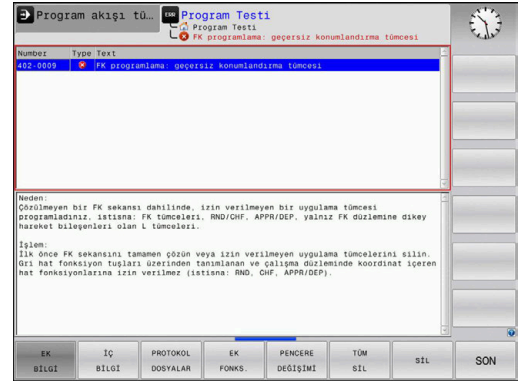 Program akışı tü...
ERR Program Testi
Program Testi
FK programlama: geçersiz konumlandırma tümcesi
Number Type Text
402-0009 FK programlama: geçersiz konumlandırma tümcesi
Neden:
Çözülmeyen bir FK sekansı dahilinde, izin verilmeyen bir uygulama tümcesi
programladınız, istisna: FK tümceleri, RND/CHF, APPR/DEP, yalnız FK düzlemine dikey
hareket bileşenleri olan L tümceleri.
İşlem:
İlk önce FK sekansını tamamen çözün veya izin verilmeyen uygulama tümcelerini silin.
Gri hat fonksiyon tuşları üzerinden tanımlanan ve çalışma düzleminde koordinat içeren
hat fonksiyonlarına izin verilmez (istisna: RND, CHF, APPR/DEP).
EK BİLGİ
İÇ BİLGİ
PROTOKOL DOSYALAR
EK FONKS.
PENCERE DEĞİŞİMİ
TÜM SİL
SİL
SON